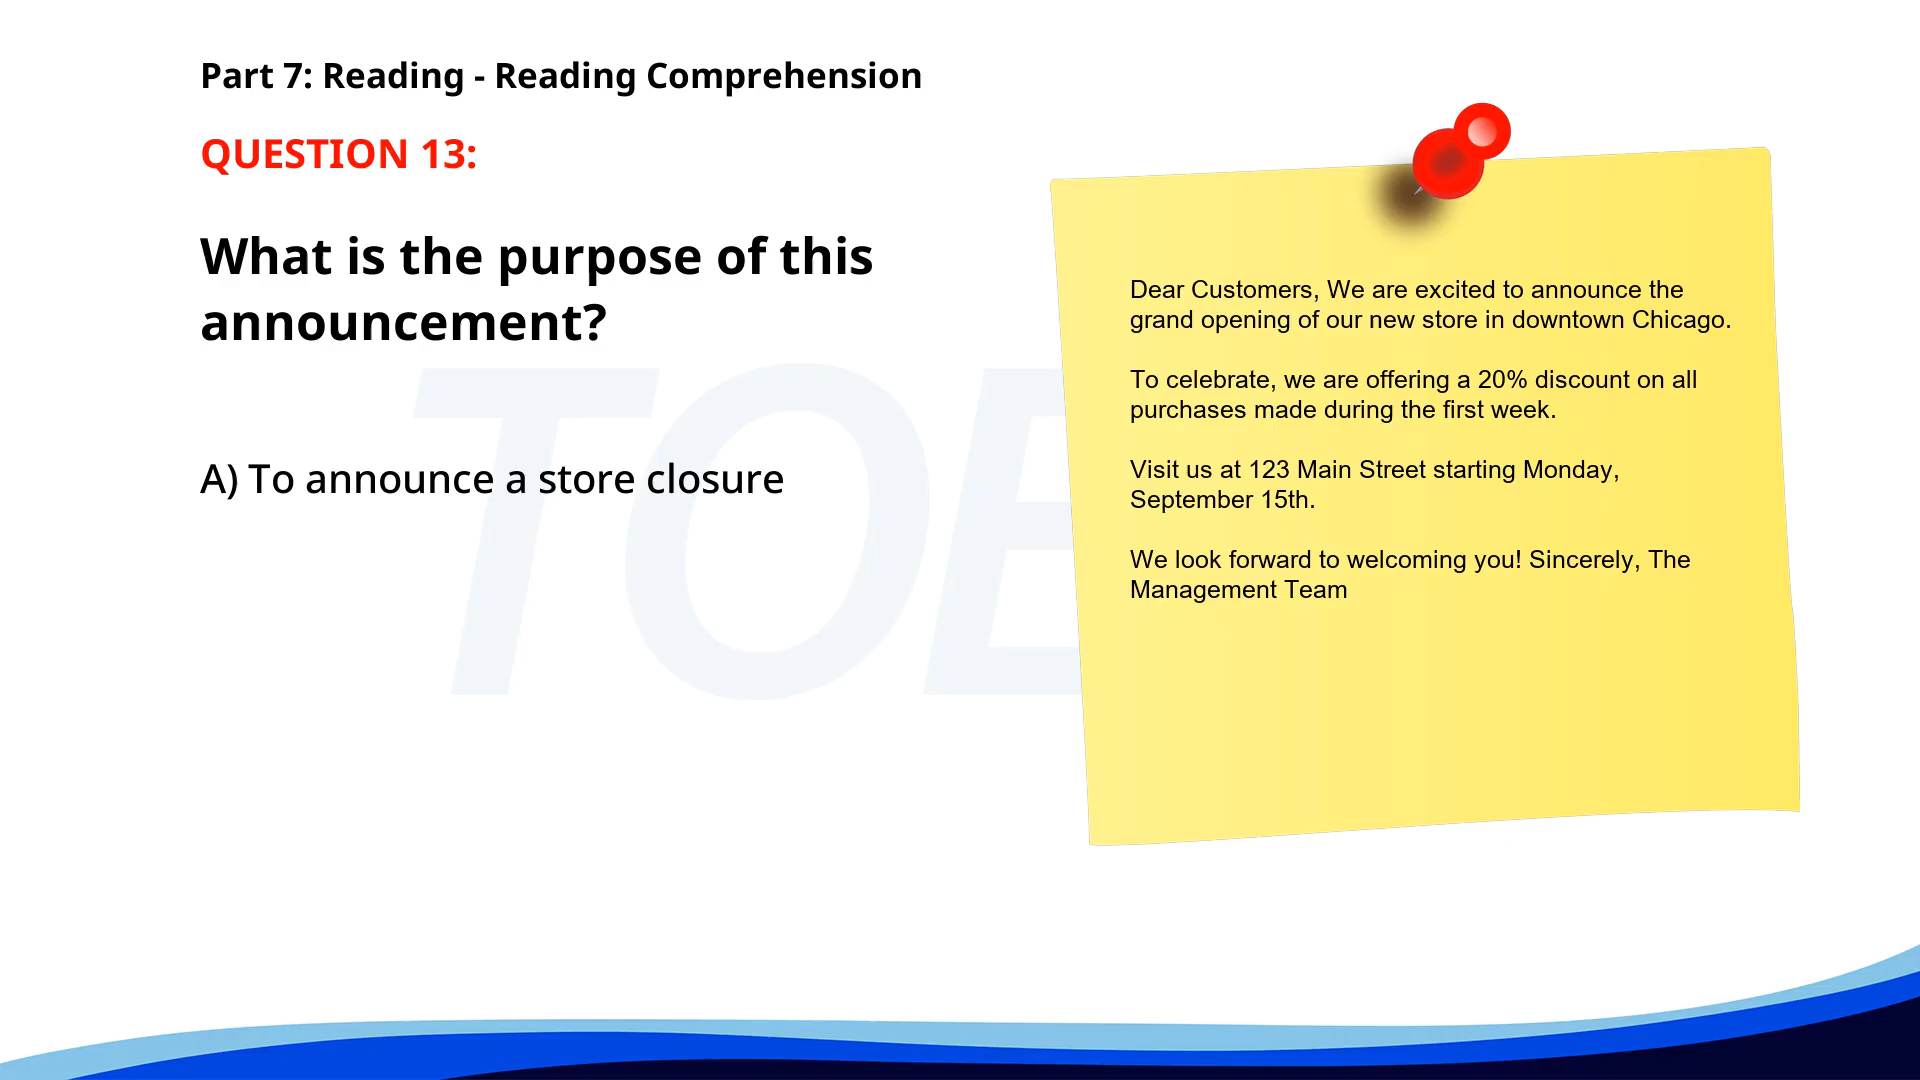 Part 7: Reading - Reading Comprehension
QUESTION 13:
What is the purpose of this
announcement?
A) To announce a store closure
Dear Customers, We are excited to announce the
grand opening of our new store in downtown Chicago.
To celebrate, we are offering a 20% discount on all
purchases made during the first week.
Visit us at 123 Main Street starting Monday,
September 15th.
We look forward to welcoming you! Sincerely, The
Management Team
TOE